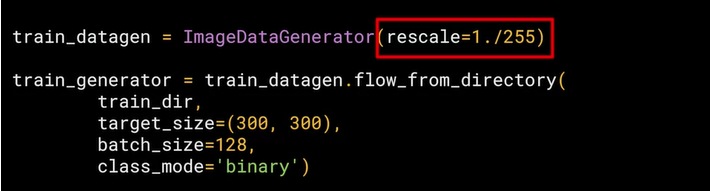 train_datagen = ImageDataGenerator(rescale=1./255)
train_generator = train_datagen.flow_from_directory(
        train_dir,
        target_size=(300, 300),
        batch_size=128,
        class_mode='binary')